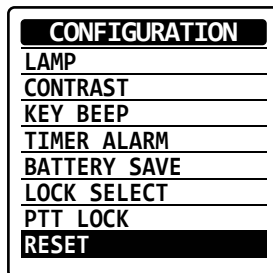 CONFIGURATION
LAMP
CONTRAST
KEY BEEP
TIMER ALARM
BATTERY SAVE
LOCK SELECT
PTT LOCK
RESET